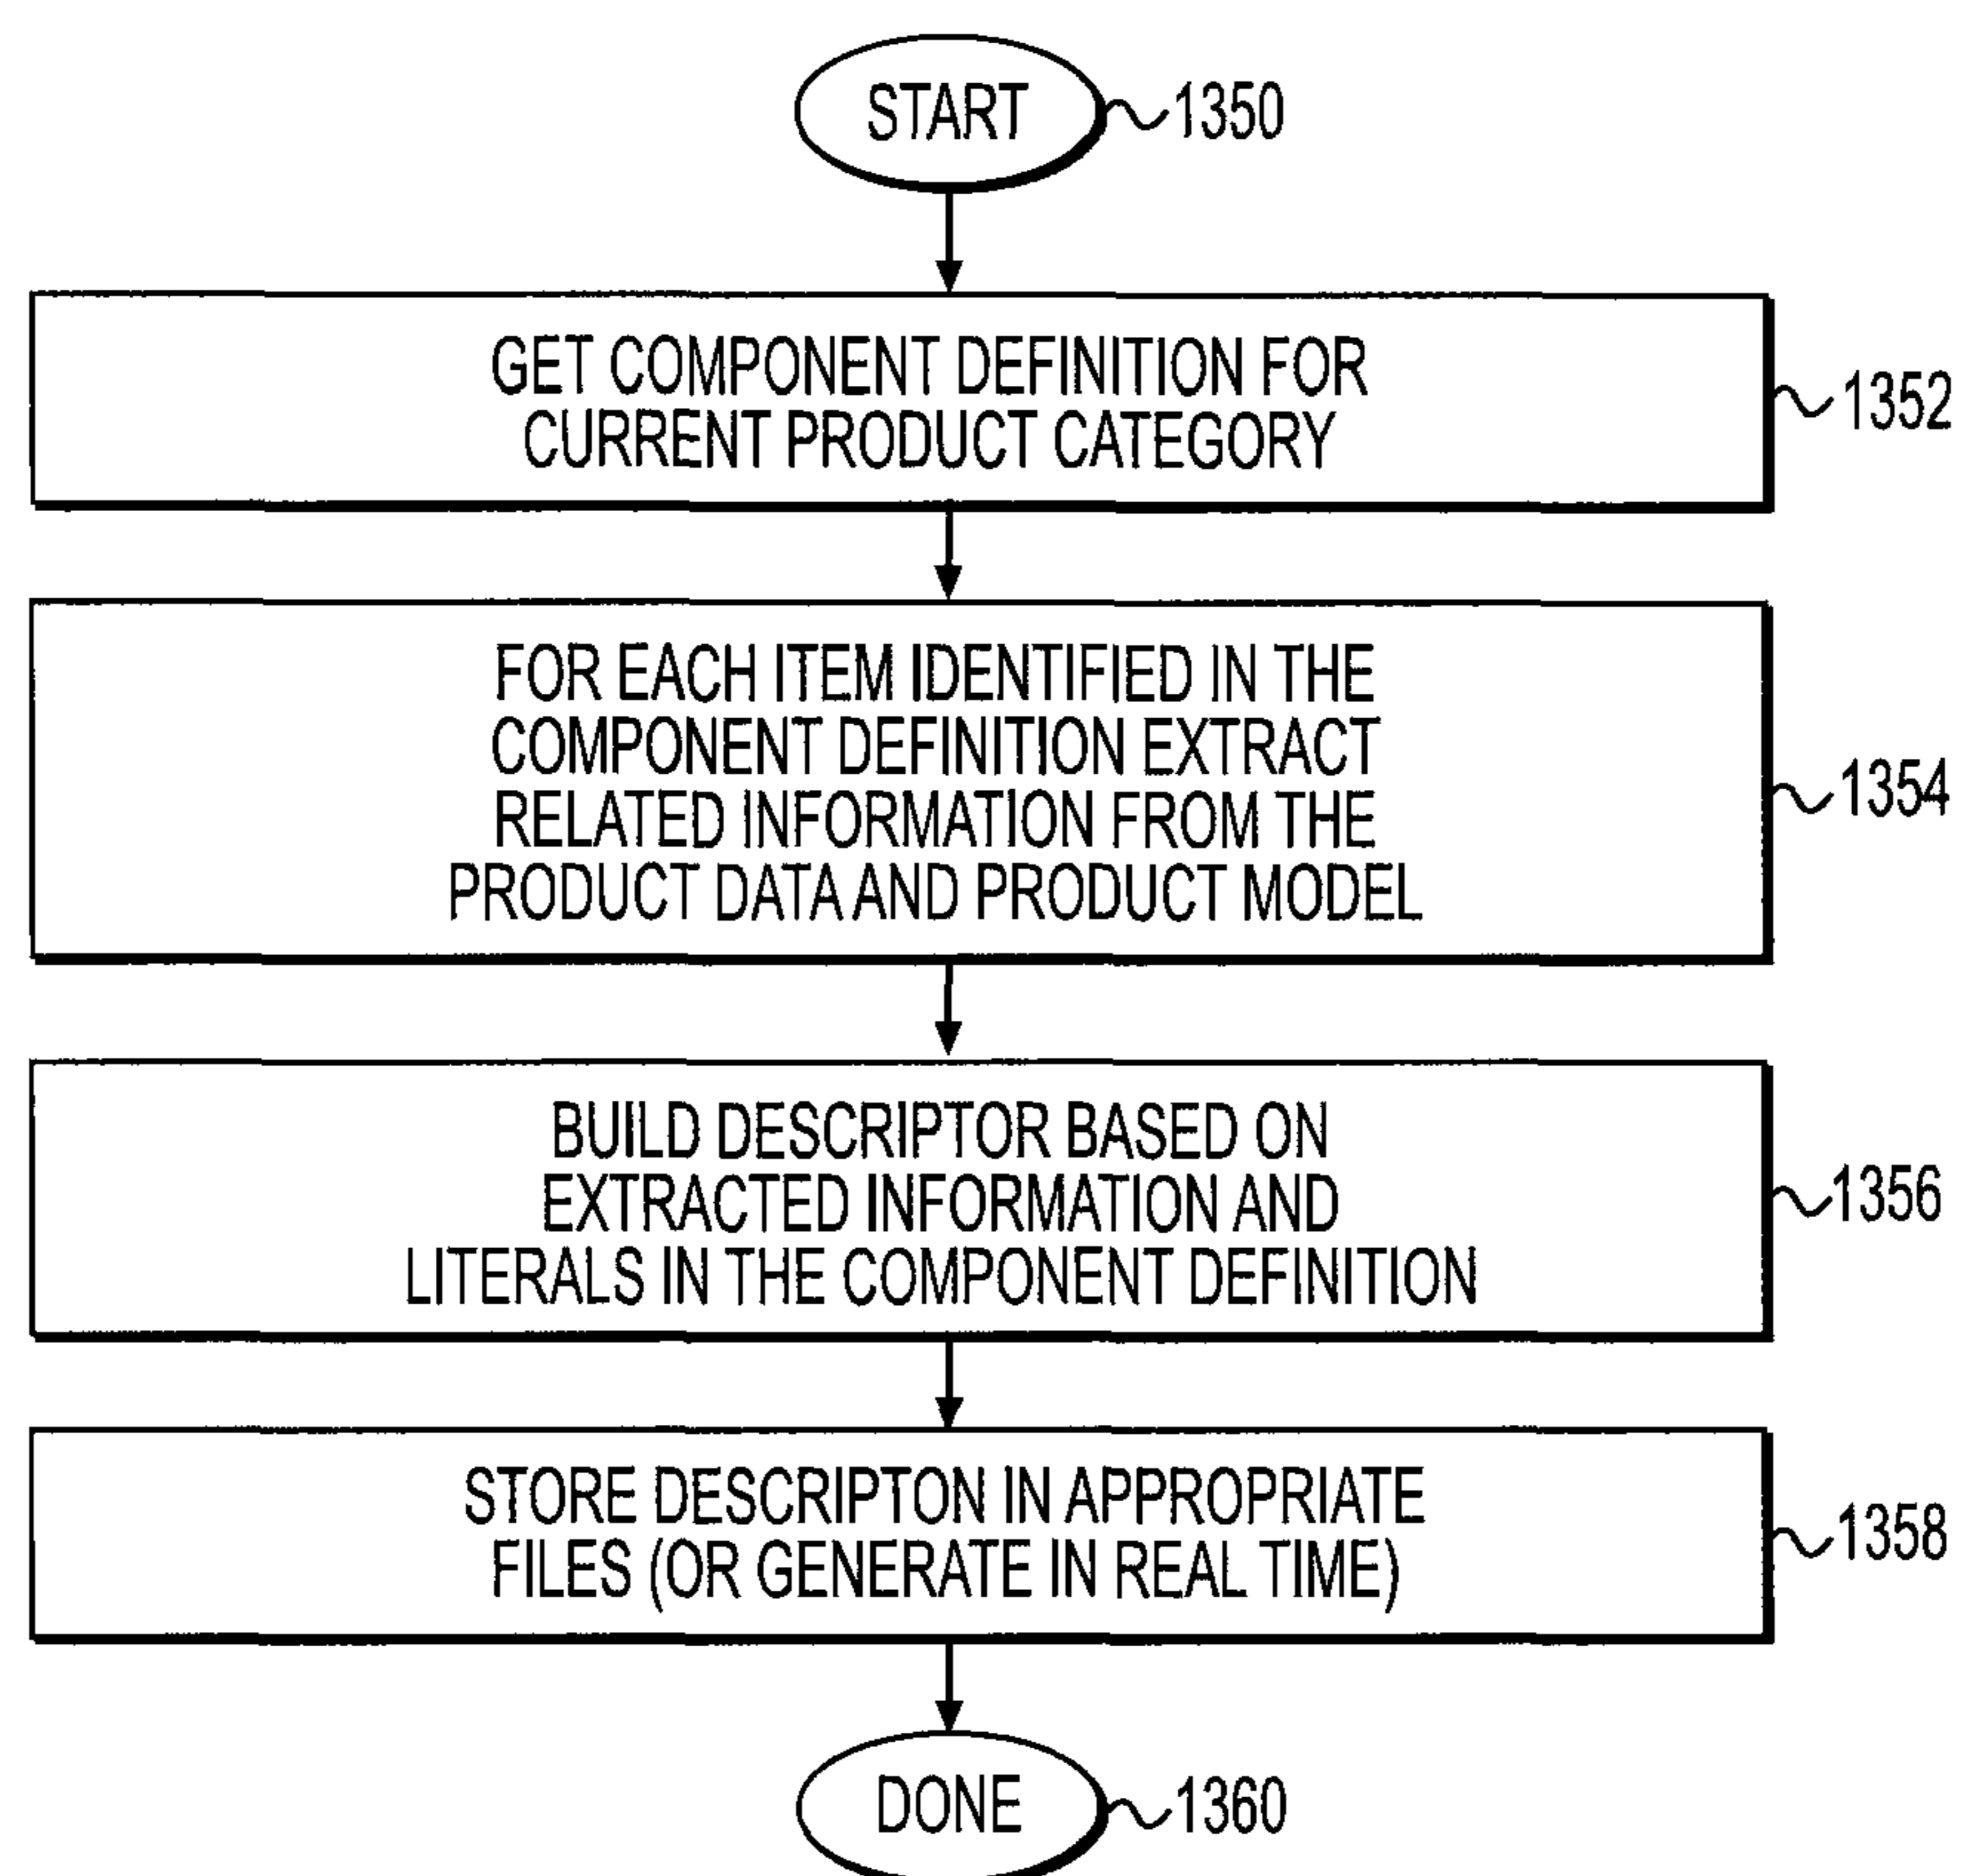 START
1350
GET COMPONENT DEFINITION FOR
CURRENT PRODUCT CATEGORY
1352
FOR EACH ITEM IDENTIFIED IN THE
COMPONENT DEFINITION EXTRACT
RELATED INFORMATION FROM THE
PRODUCT DATA AND PRODUCT MODEL
1354
BUILD DESCRIPTOR BASED ON
EXTRACTED INFORMATION AND
LITERALS IN THE COMPONENT DEFINITION
1356
STORE DESCRIPTON IN APPROPRIATE
FILES (OR GENERATE IN REAL TIME)
1358
DONE
1360